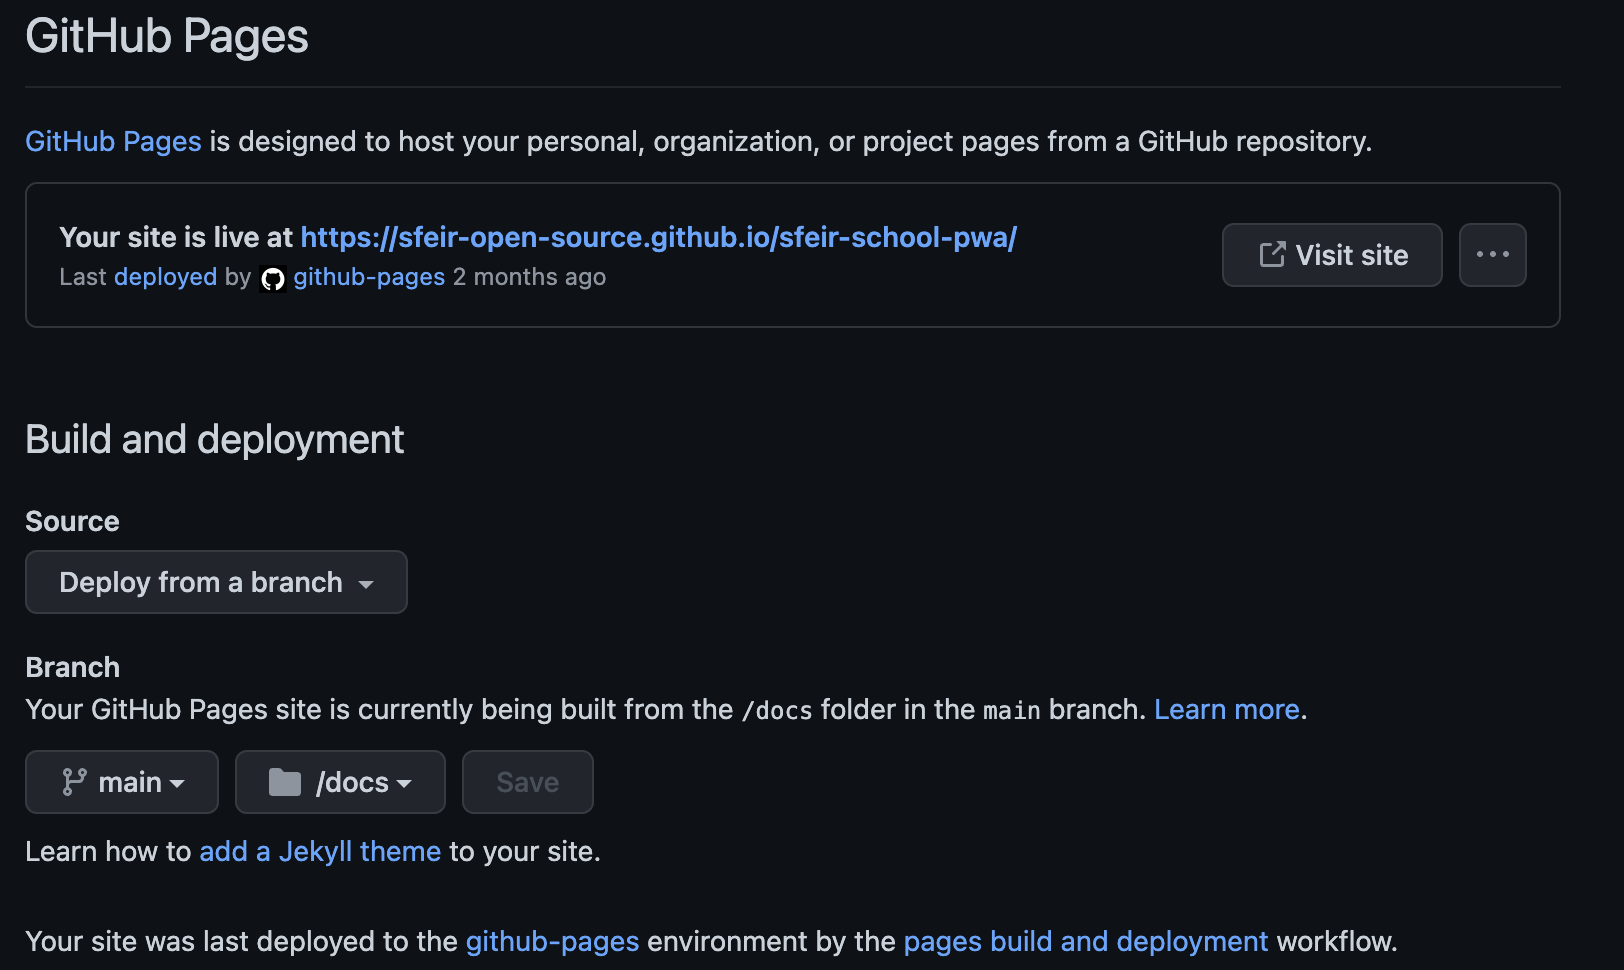 GitHub Pages
GitHub Pages is designed to host your personal, organization, or project pages from a GitHub repository.
Your site is live at https://sfeir-open-source.github.io/sfeir-school-pwa/
Last deployed by github-pages 2 months ago
Visit site
Build and deployment
Source
Deploy from a branch
Branch
Your GitHub Pages site is currently being built from the /docs folder in the main branch. Learn more.
main /docs Save
Learn how to add a Jekyll theme to your site.
Your site was last deployed to the github-pages environment by the pages build and deployment workflow.